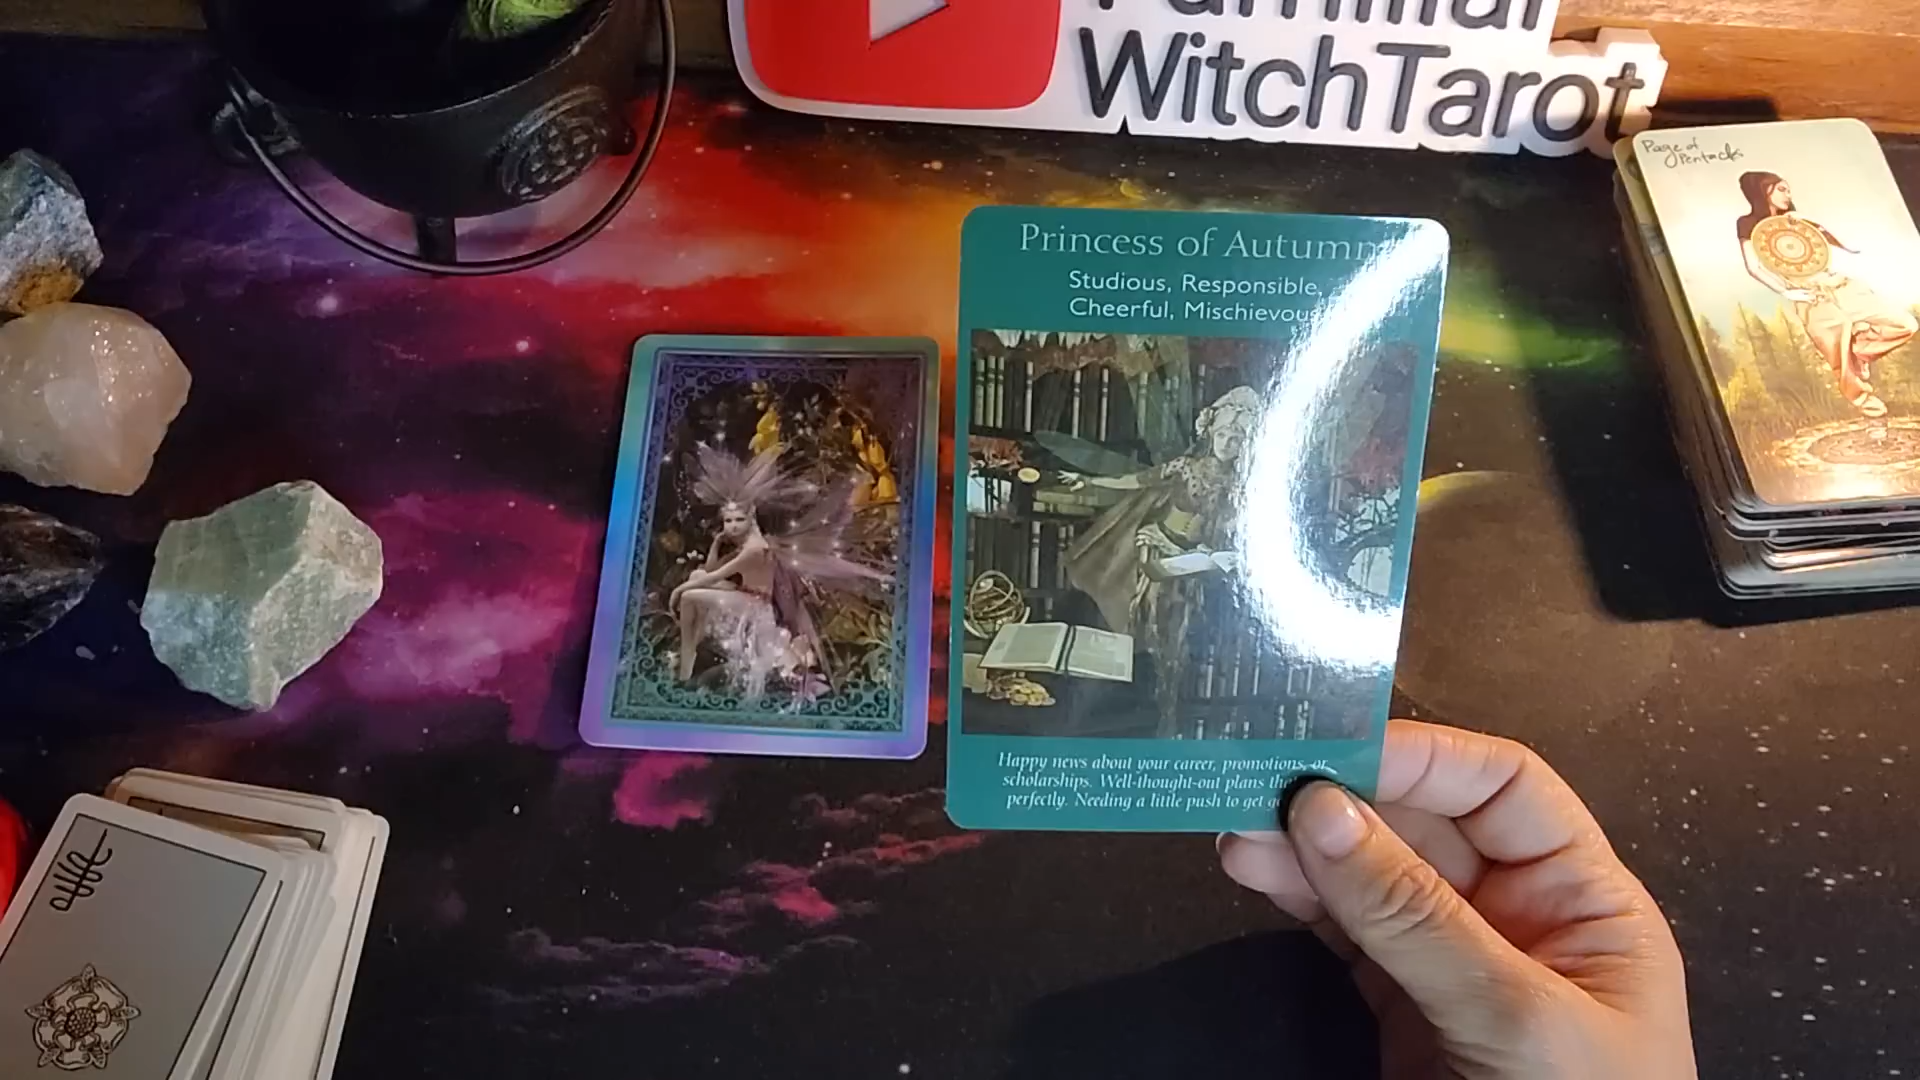 WitchTarot
Page of
Pentacles
Princess of Autumn
Studious, Responsible,
Cheerful, Mischievous
Happy news about your career, promotions, or
scholarships. Well-thought-out plans
perfectly. Needing a little push to get